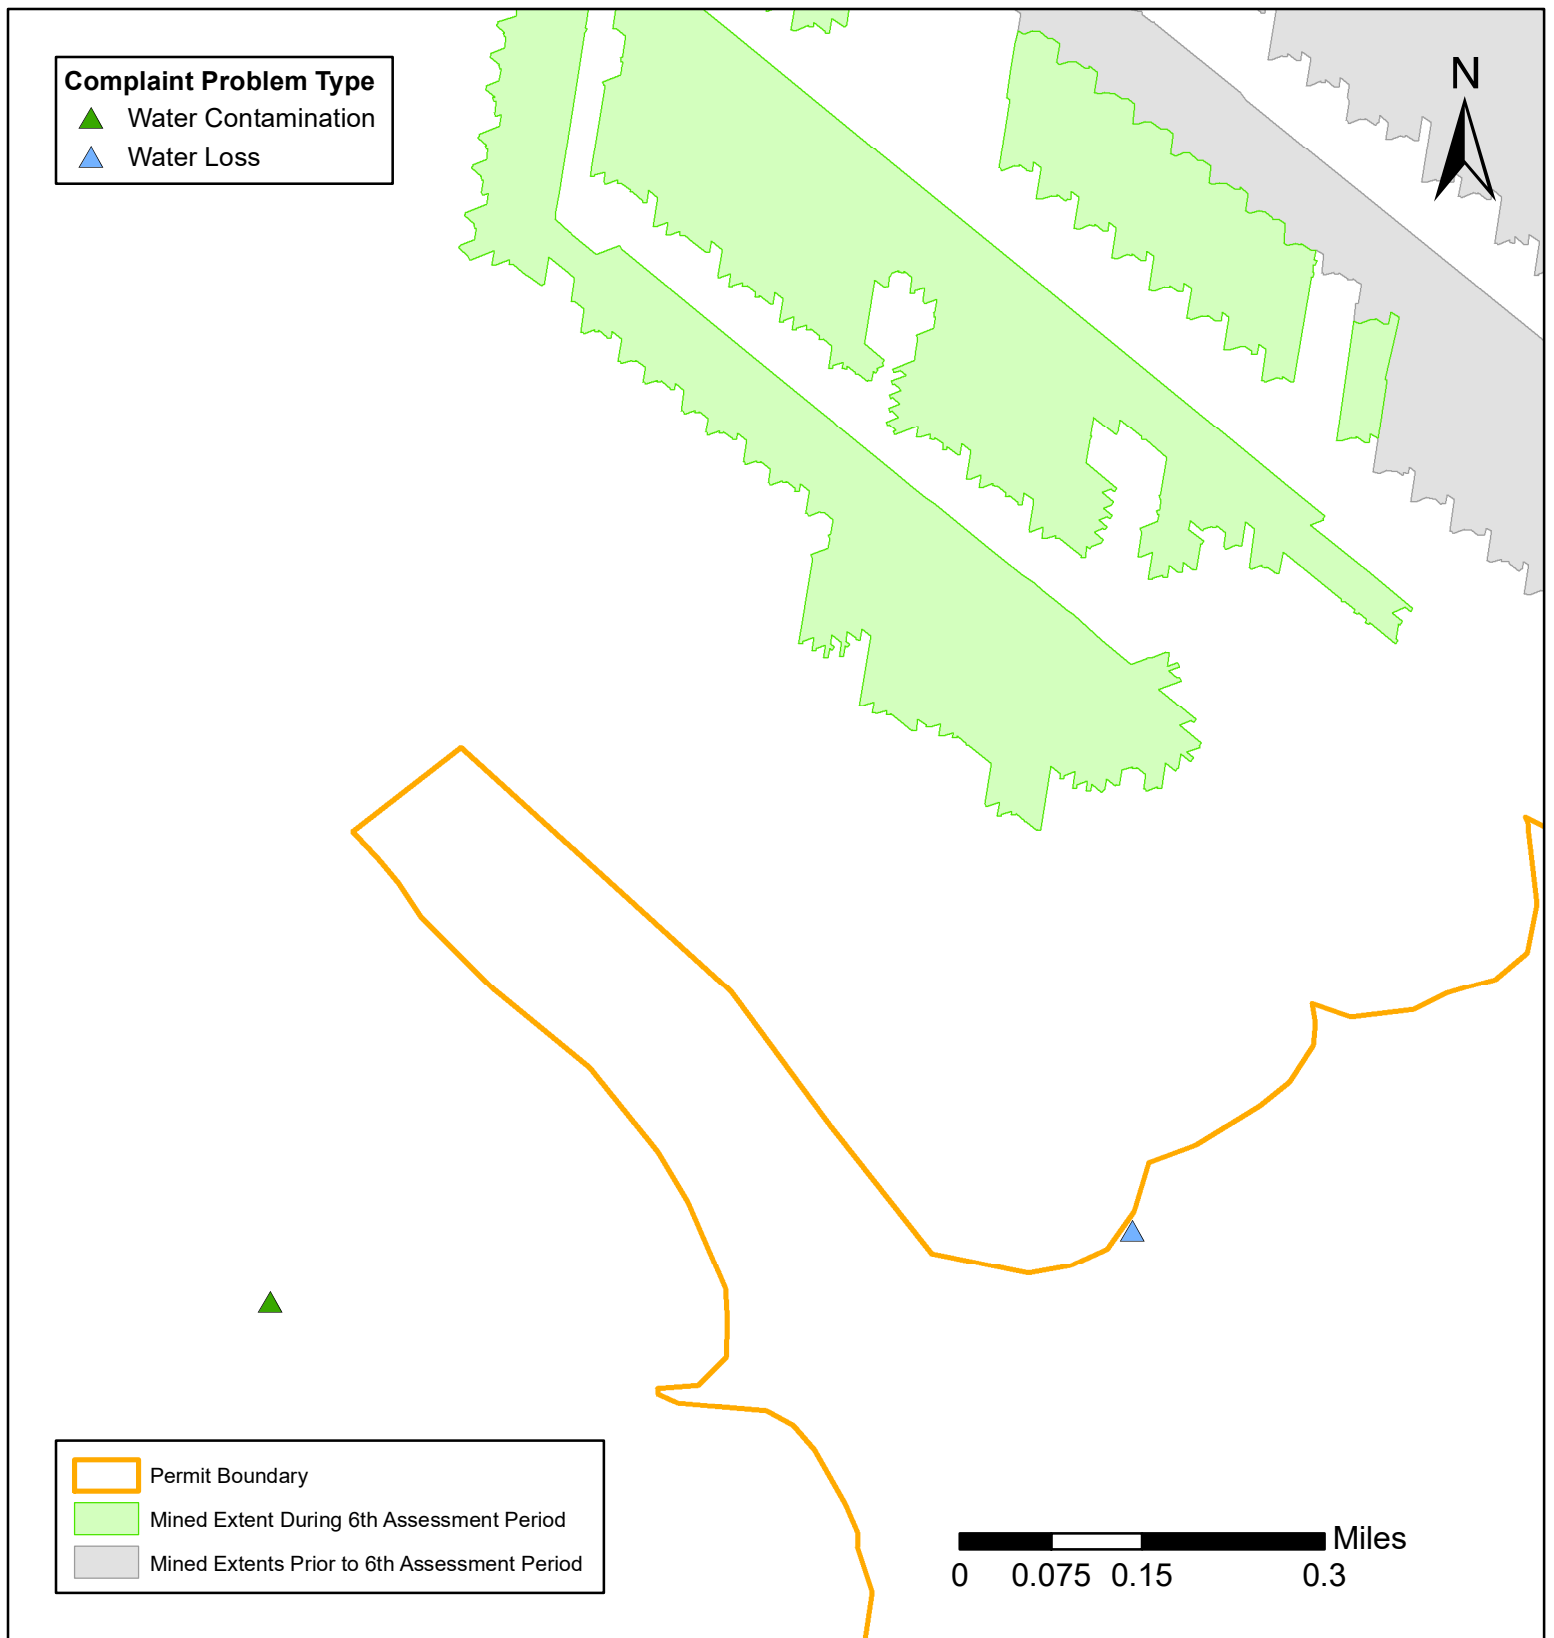 Complaint Problem Type
Water Contamination
Water Loss
N
Permit Boundary
Mined Extent During 6th Assessment Period
Mined Extents Prior to 6th Assessment Period
Miles
0 0.075 0.15 0.3